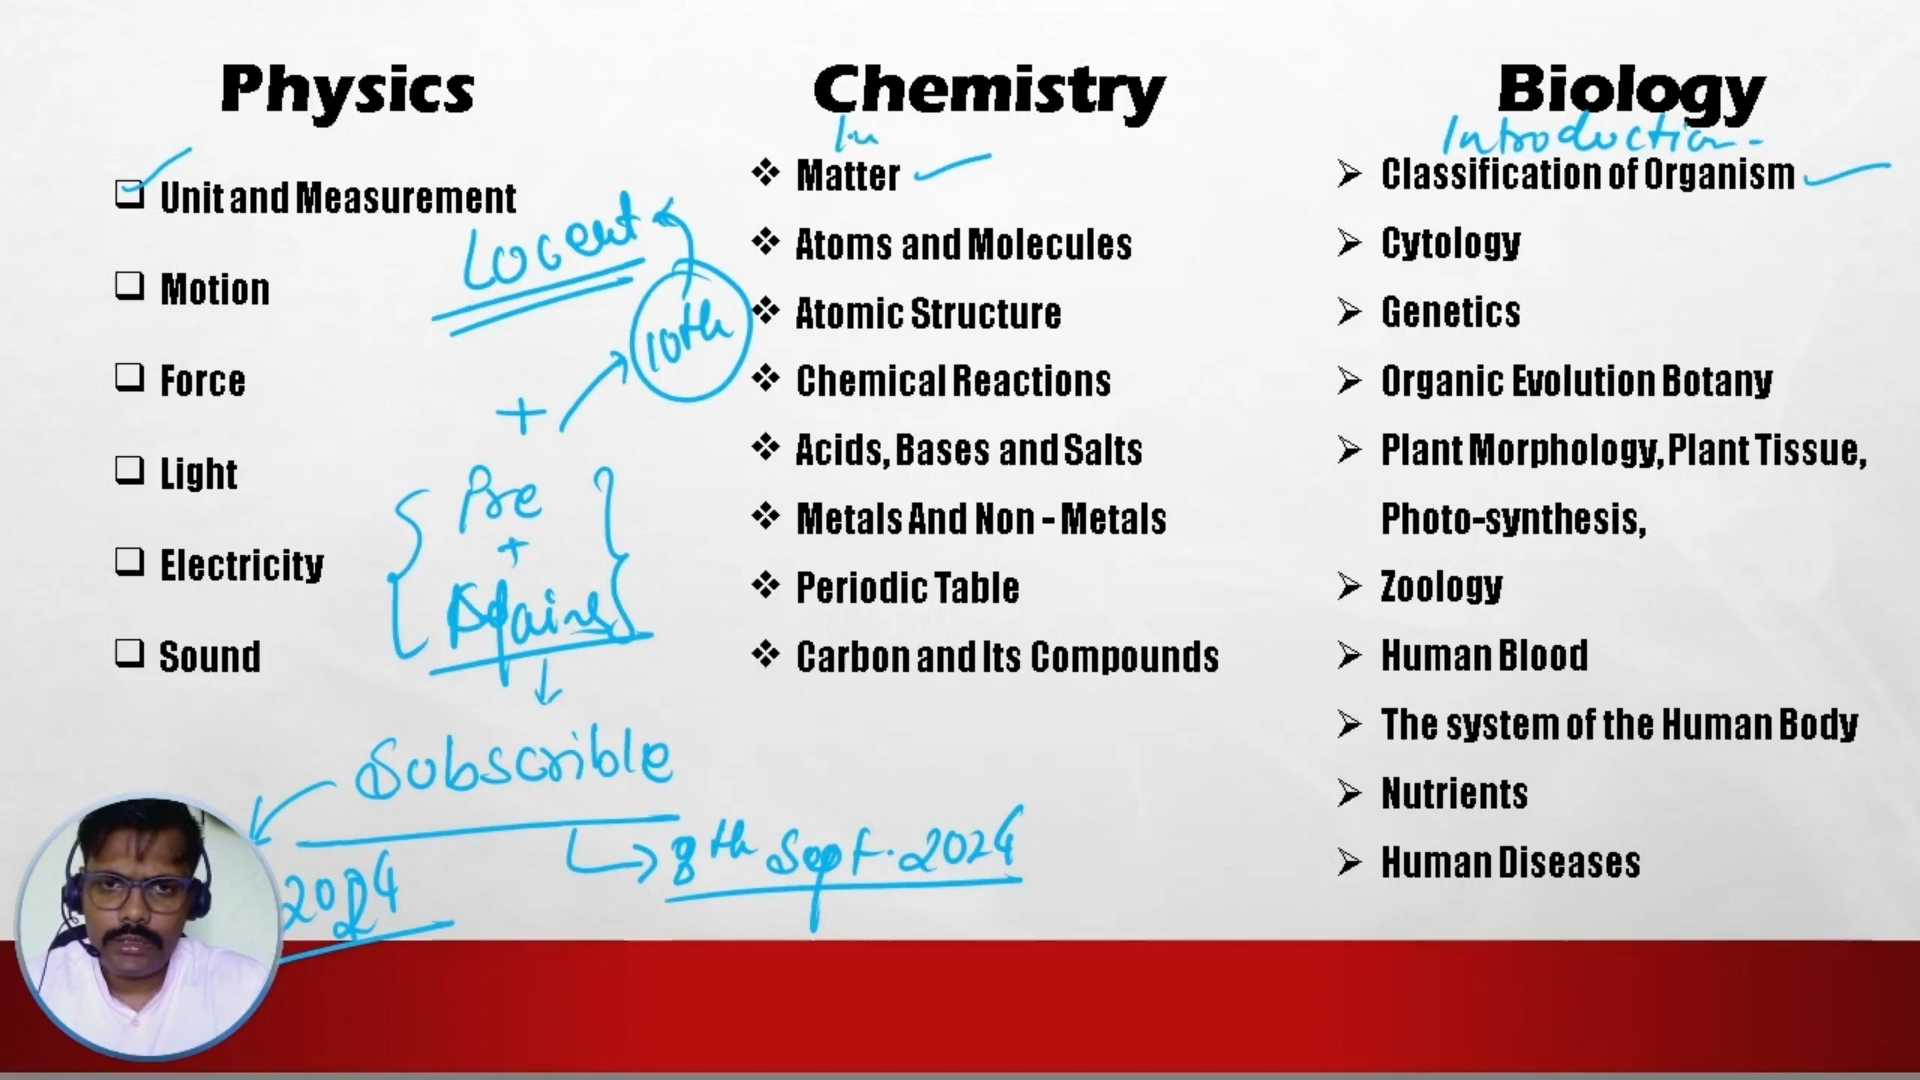 Physics
Unit and Measurement
Motion
Force
Light
Electricity
Sound
Locent
10th
+
Pre
+
Subscrible
8th Sept. 2024
2024
Chemistry
In
Matter
Atoms and Molecules
Atomic Structure
Chemical Reactions
Acids, Bases and Salts
Metals And Non - Metals
Periodic Table
Carbon and Its Compounds
Biology
Introduction -
Classification of Organism
Cytology
Genetics
Organic Evolution Botany
Plant Morphology, Plant Tissue,
Photo-synthesis,
Zoology
Human Blood
The system of the Human Body
Nutrients
Human Diseases